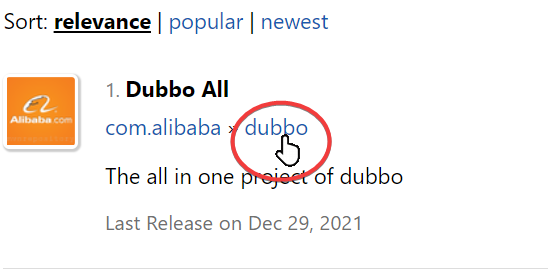 Sort: relevance | popular | newest
1. Dubbo All
Alibaba.com
com.alibaba » dubbo
The all in one project of dubbo
Last Release on Dec 29, 2021